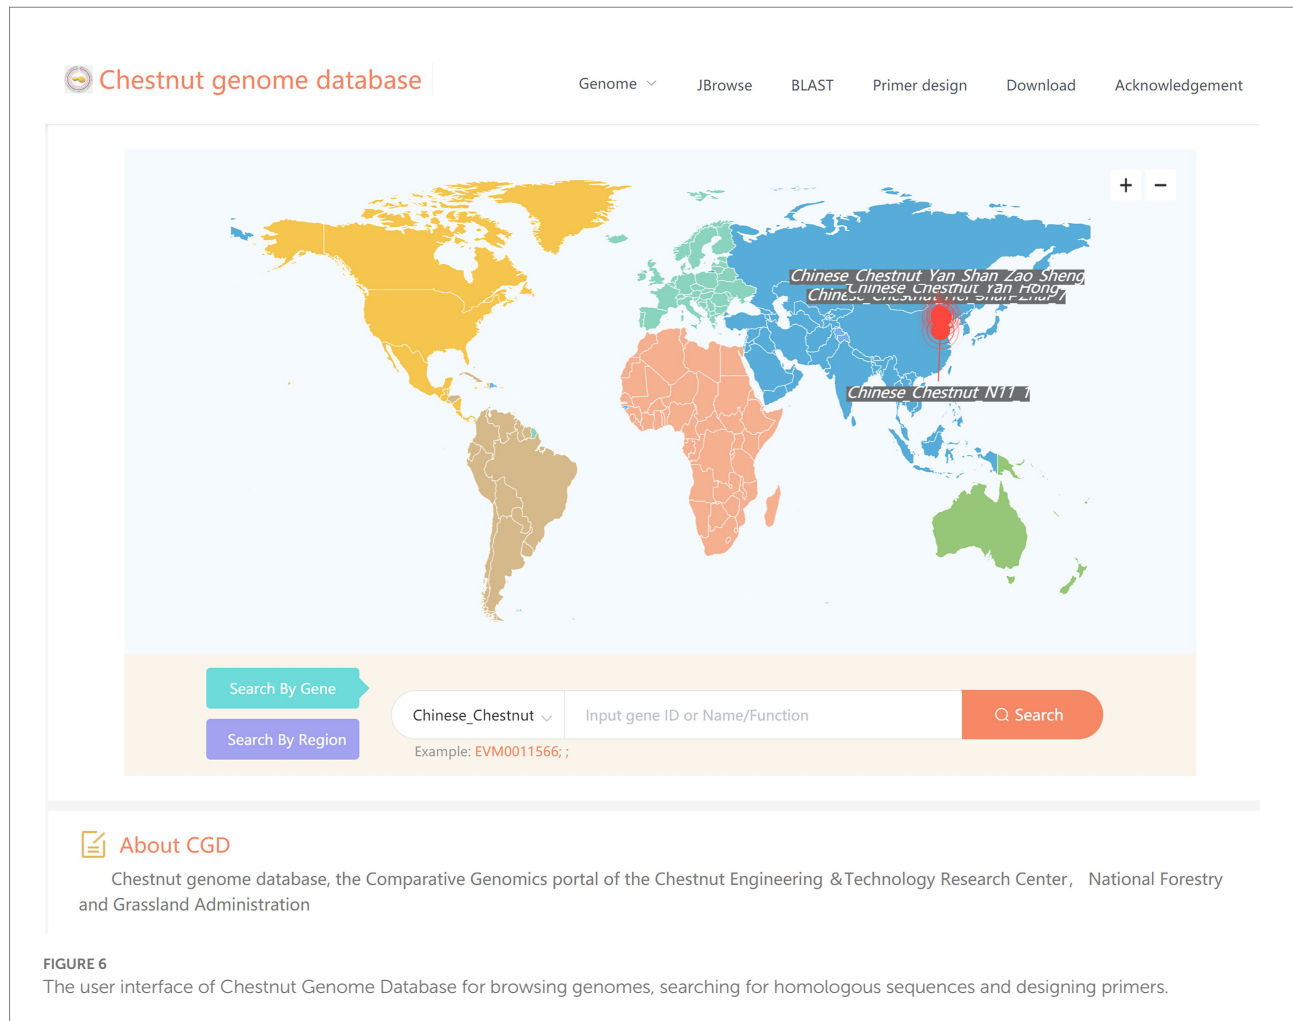 Chestnut genome database
Genome
JBrowse
BLAST
Primer design
Download
Acknowledgement
+ −
Chinese_Chestnut_Yan_Shan_Zao_Sheng
Chinese_Chestnut_Yan_Hong
Chinese_Chestnut
Chinese_Chestnut_N11_1
Search By Gene
Search By Region
Chinese_Chestnut
Input gene ID or Name/Function
Search
Example: EVM0011566; ;
About CGD
Chestnut genome database, the Comparative Genomics portal of the Chestnut Engineering &Technology Research Center, National Forestry
and Grassland Administration
FIGURE 6
The user interface of Chestnut Genome Database for browsing genomes, searching for homologous sequences and designing primers.